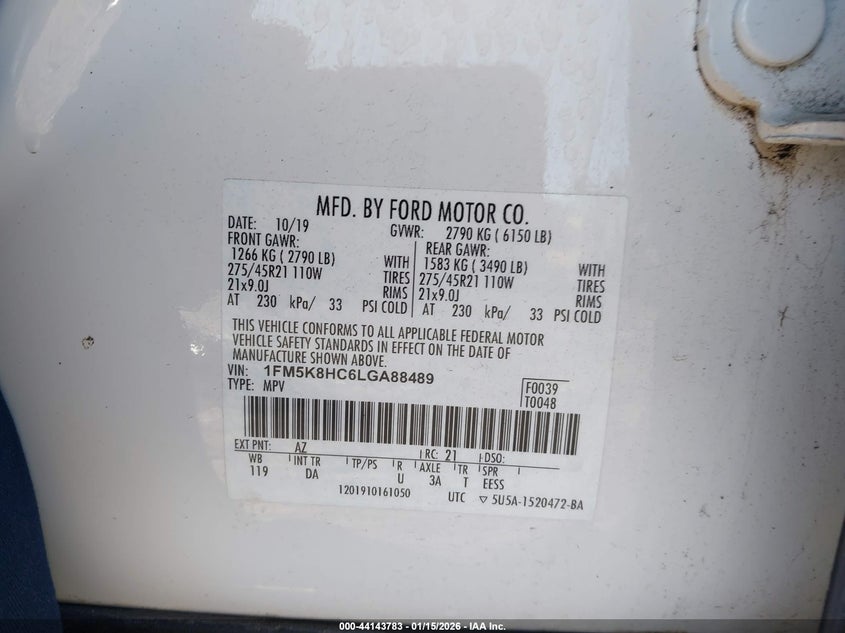 MFD. BY FORD MOTOR CO.
DATE: 10/19 GVWR: 2790 KG ( 6150 LB)
FRONT GAWR: REAR GAWR:
1266 KG ( 2790 LB) WITH 1583 KG ( 3490 LB) WITH
275/45R21 110W TIRES 275/45R21 110W TIRES
21x9.0J RIMS 21x9.0J RIMS
AT 230 kPa/ 33 PSI COLD AT 230 kPa/ 33 PSI COLD
THIS VEHICLE CONFORMS TO ALL APPLICABLE FEDERAL MOTOR
VEHICLE SAFETY STANDARDS IN EFFECT ON THE DATE OF
MANUFACTURE SHOWN ABOVE.
VIN: 1FM5K8HC6LGA88489
TYPE: MPV
F0039
T0048
EXT PNT: AZ RC: 21 DSO:
WB INT TR TP/PS R AXLE TR SPR
119 DA U 3A T EESS
1201910161050 UTC ▽ 5U5A-1520472-BA
000-44143783 / 01/15/2026 - IAA Inc.